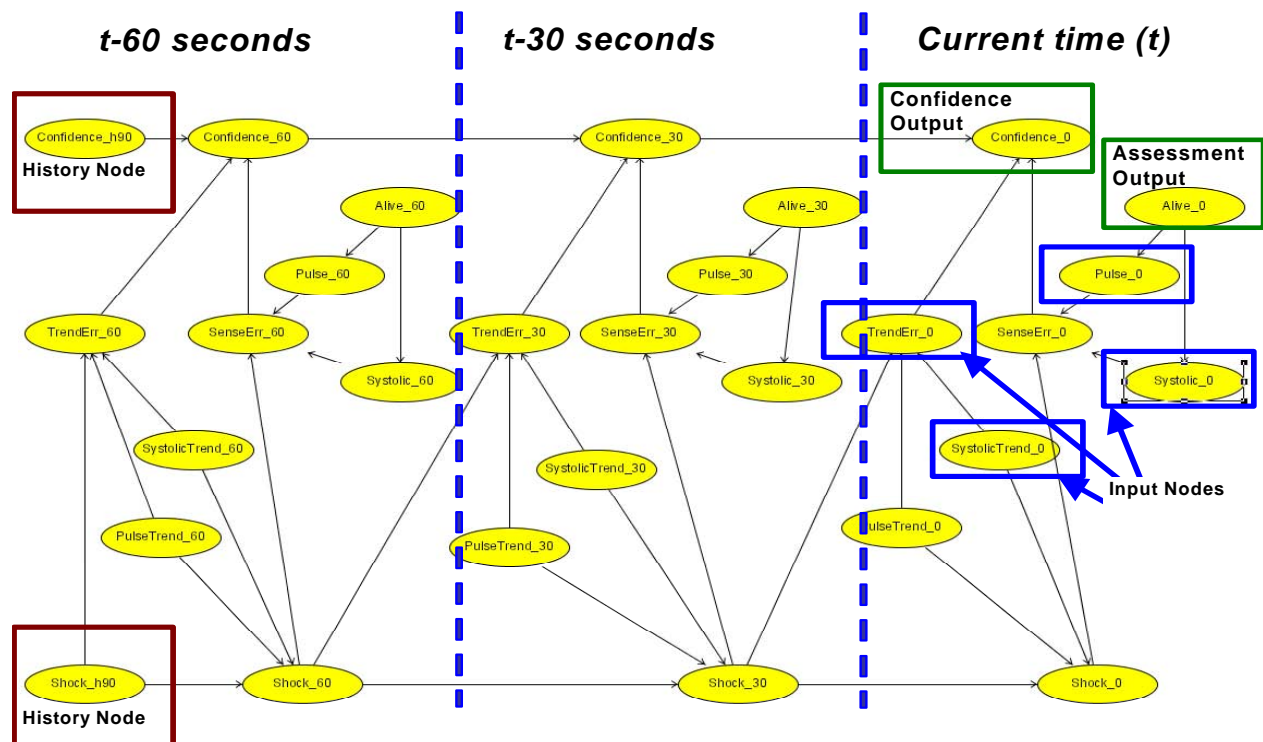 t-60 seconds
t-30 seconds
Current time (t)
Confidence_h90
History Node
Confidence_60
Confidence_30
Confidence
Output
Confidence_0
Assessment
Output
Alive_60
Alive_30
Alive_0
Pulse_60
Pulse_30
Pulse_0
TrendErr_60
SenseErr_60
TrendErr_30
SenseErr_30
TrendErr_0
SenseErr_0
Systolic_60
Systolic_30
Systolic_0
SystolicTrend_60
SystolicTrend_30
SystolicTrend_0
Input Nodes
PulseTrend_60
PulseTrend_30
PulseTrend_0
Shock_h90
History Node
Shock_60
Shock_30
Shock_0